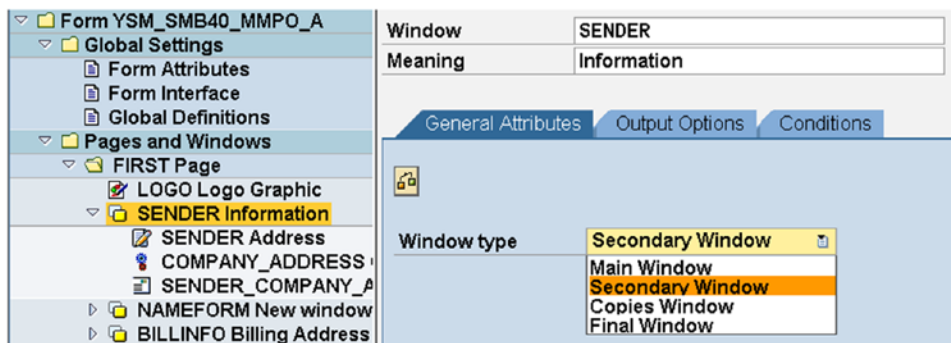 Form YSM_SMB40_MMPO_A
Global Settings
Form Attributes
Form Interface
Global Definitions
Pages and Windows
FIRST Page
LOGO Logo Graphic
SENDER Information
SENDER Address
COMPANY_ADDRESS
SENDER_COMPANY_A
NAMEFORM New window
BILLINFO Billing Address
Window SENDER
Meaning Information
General Attributes Output Options Conditions
Window type Secondary Window
Main Window
Secondary Window
Copies Window
Final Window